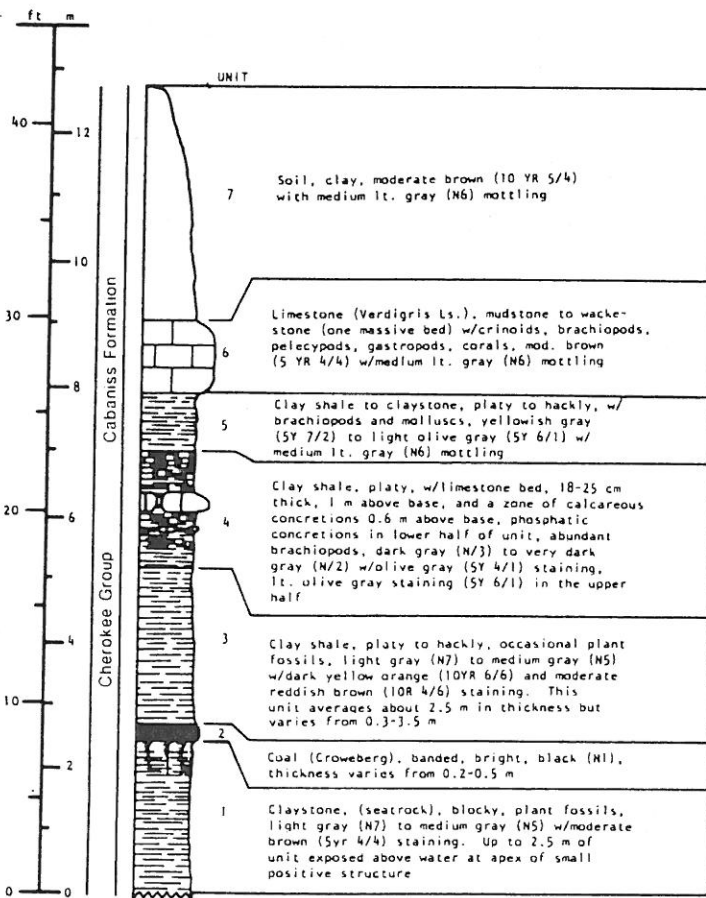 ft m
UNIT
40
12
10
30
8
20
6
4
10
2
0
0
Cabaniss Formation
Cherokee Group
7
Soil, clay, moderate brown (10 YR 5/4)
with medium lt. gray (N6) mottling
6
Limestone (Verdigris Ls.), mudstone to wacke-
stone (one massive bed) w/crinoids, brachiopods,
pelecypods, gastropods, corals, mod. brown
(5 YR 4/4) w/medium lt. gray (N6) mottling
5
Clay shale to claystone, platy to hackly, w/
brachiopods and molluscs, yellowish gray
(5Y 7/2) to light olive gray (5Y 6/1) w/
medium lt. gray (N6) mottling
4
Clay shale, platy, w/limestone bed, 18-25 cm
thick, 1 m above base, and a zone of calcareous
concretions 0.6 m above base, phosphatic
concretions in lower half of unit, abundant
brachiopods, dark gray (N/3) to very dark
gray (N/2) w/olive gray (5Y 4/1) staining,
lt. olive gray staining (5Y 6/1) in the upper
half
3
Clay shale, platy to hackly, occasional plant
fossils, light gray (N7) to medium gray (N5)
w/dark yellow orange (10YR 6/6) and moderate
reddish brown (10R 4/6) staining. This
unit averages about 2.5 m in thickness but
varies from 0.3-3.5 m
2
Coal (Croweberg), banded, bright, black (N1),
thickness varies from 0.2-0.5 m
1
Claystone, (seatrock), blocky, plant fossils,
light gray (N7) to medium gray (N5) w/moderate
brown (5yr 4/4) staining. Up to 2.5 m of
unit exposed above water at apex of small
positive structure